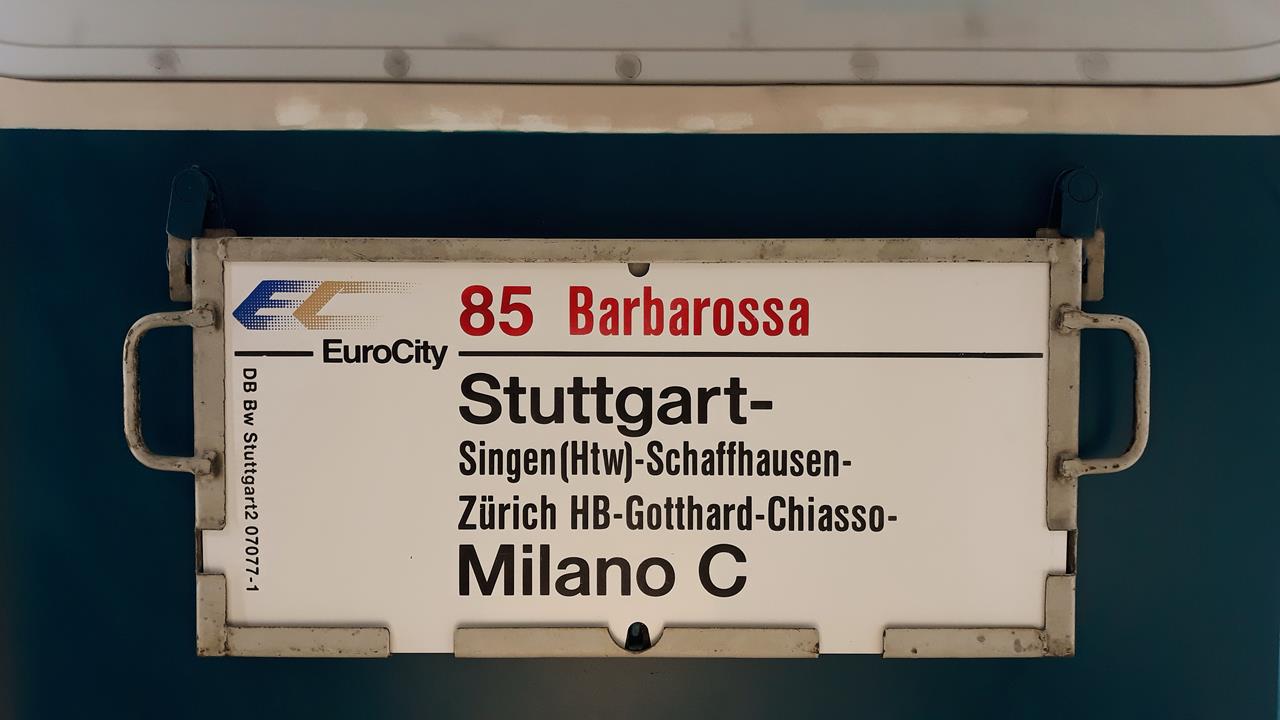 EC
85 Barbarossa
EuroCity
Stuttgart-
Singen(Htw)-Schaffhausen-
Zürich HB-Gotthard-Chiasso-
Milano C
DB Bw Stuttgart2 07077-1